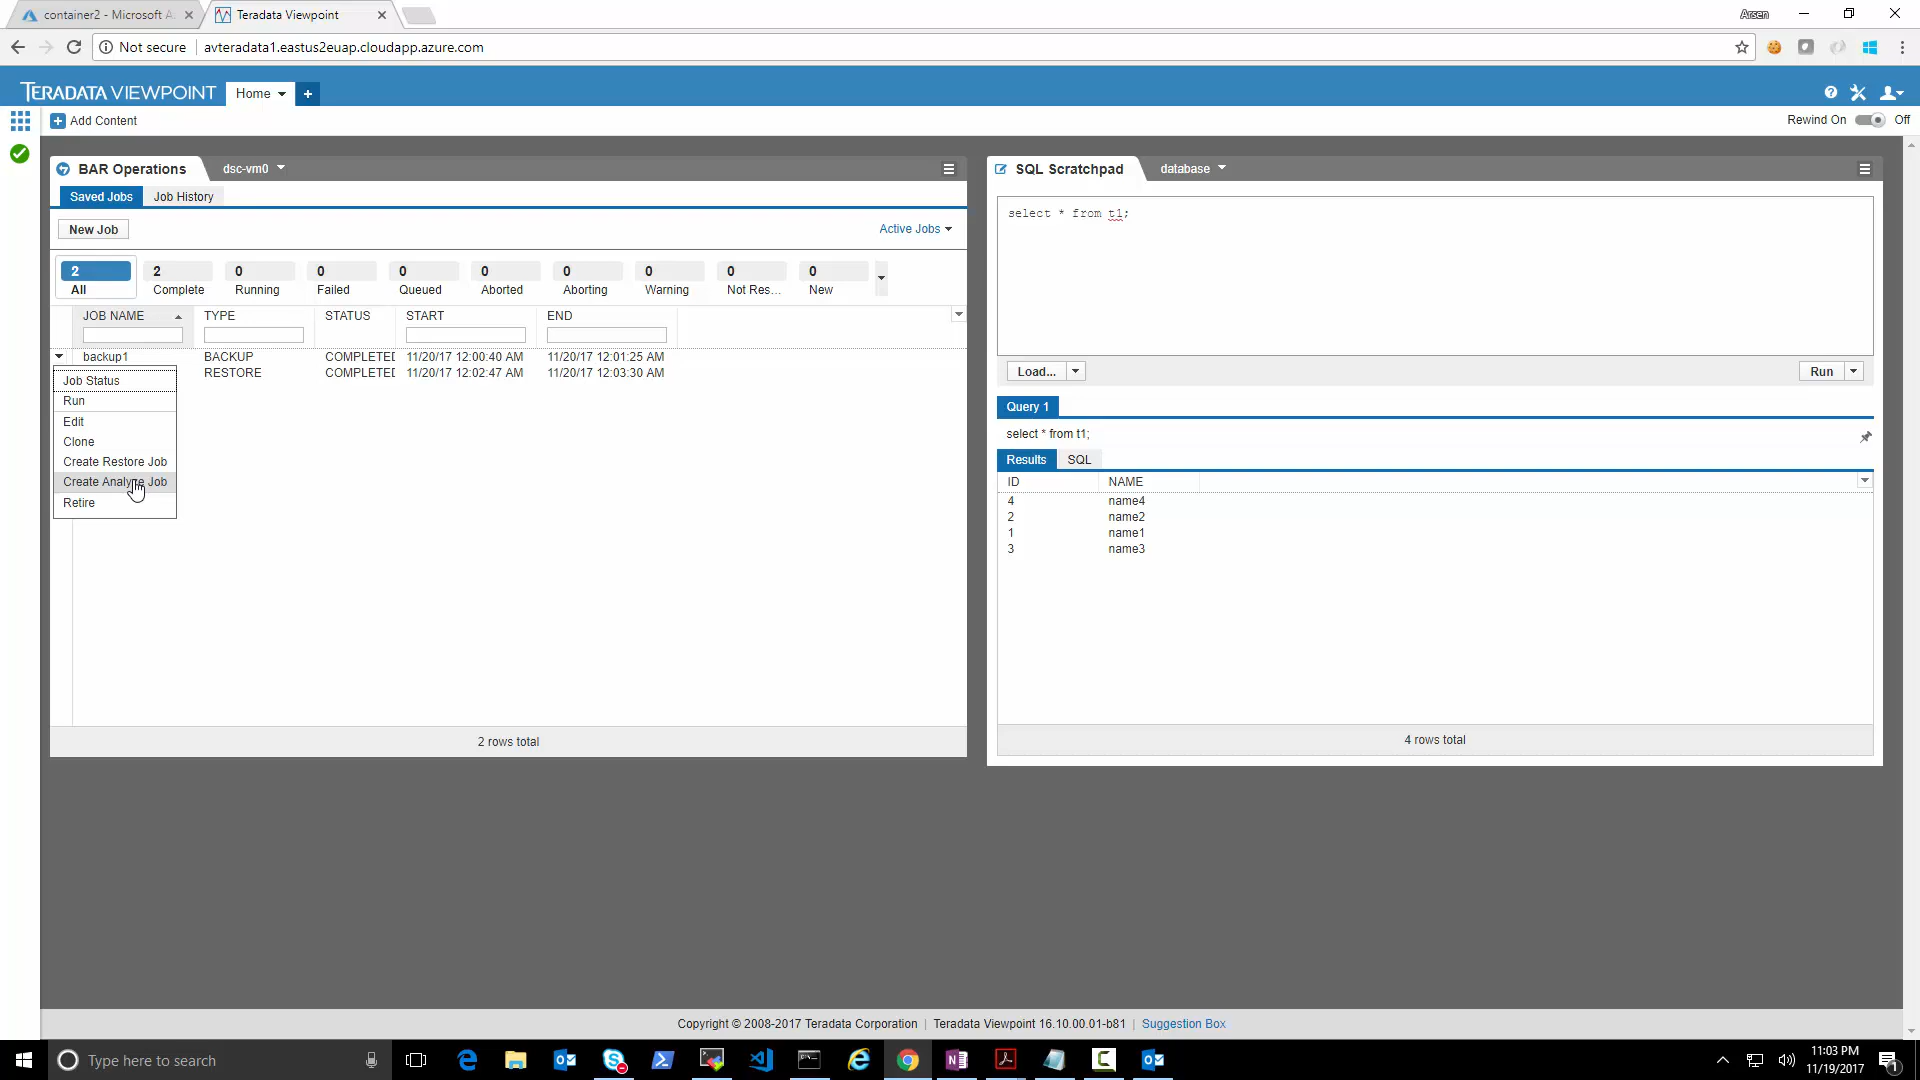 container2 - Microsoft A
Teradata Viewpoint
Arsen
Not secure
avteradata1.eastus2euap.cloudapp.azure.com
TERADATA VIEWPOINT
Home
Add Content
Rewind On
Off
BAR Operations
dsc-vm0
Saved Jobs
Job History
New Job
Active Jobs
2
2
0
0
0
0
0
0
0
0
All
Complete
Running
Failed
Queued
Aborted
Aborting
Warning
Not Res...
New
JOB NAME
TYPE
STATUS
START
END
backup1
BACKUP
COMPLETED
11/20/17 12:00:40 AM
11/20/17 12:01:25 AM
RESTORE
COMPLETED
11/20/17 12:02:47 AM
11/20/17 12:03:30 AM
Job Status
Run
Edit
Clone
Create Restore Job
Create Analyze Job
Retire
2 rows total
SQL Scratchpad
database
select * from t1;
Load...
Run
Query 1
select * from t1;
Results
SQL
ID
NAME
4
name4
2
name2
1
name1
3
name3
4 rows total
Copyright © 2008-2017 Teradata Corporation | Teradata Viewpoint 16.10.00.01-b81 | Suggestion Box
Type here to search
11:03 PM
11/19/2017
1